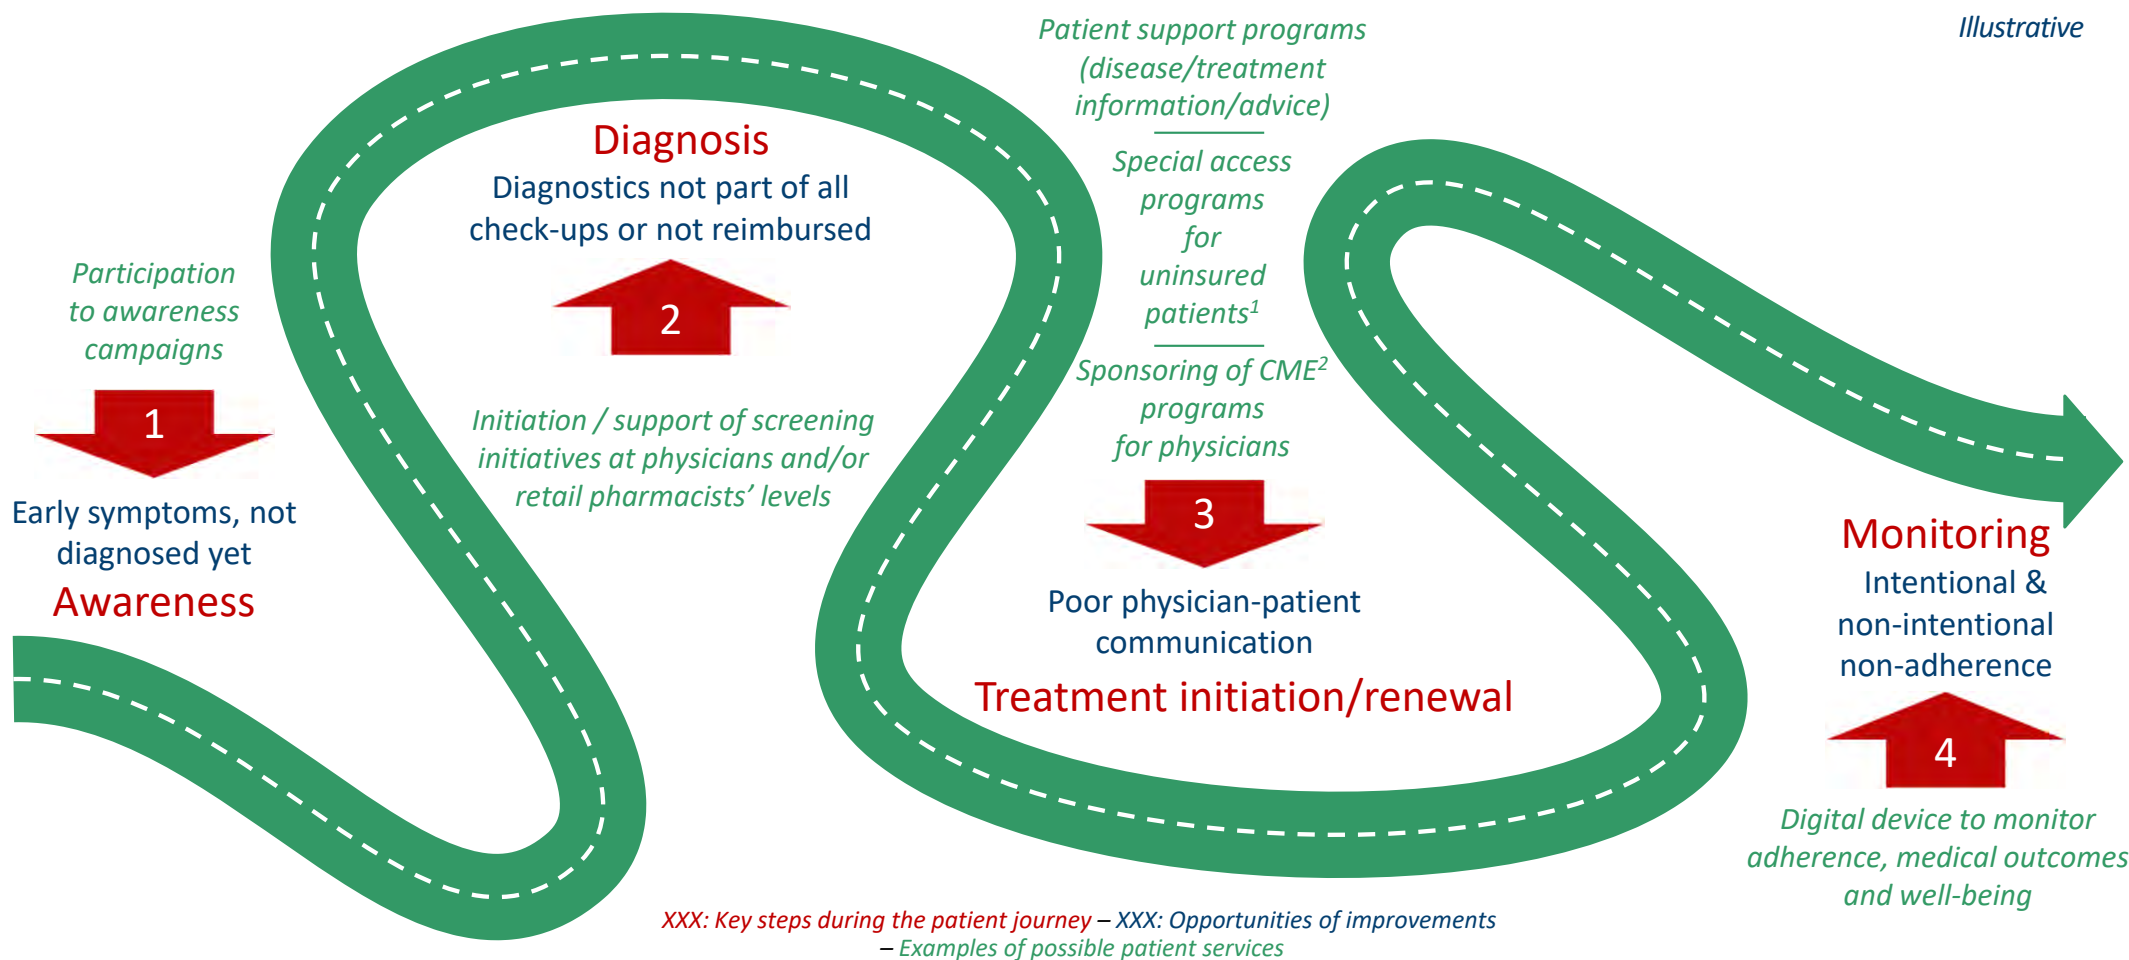 Illustrative
Participation
to awareness
campaigns
1
Early symptoms, not
diagnosed yet
Awareness
Diagnosis
Diagnostics not part of all
check-ups or not reimbursed
2
Initiation / support of screening
initiatives at physicians and/or
retail pharmacists’ levels
Patient support programs
(disease/treatment
information/advice)
Special access
programs
for
uninsured
patients¹
Sponsoring of CME²
programs
for physicians
3
Poor physician-patient
communication
Treatment initiation/renewal
Monitoring
Intentional &
non-intentional
non-adherence
4
Digital device to monitor
adherence, medical outcomes
and well-being
XXX: Key steps during the patient journey – XXX: Opportunities of improvements
– Examples of possible patient services